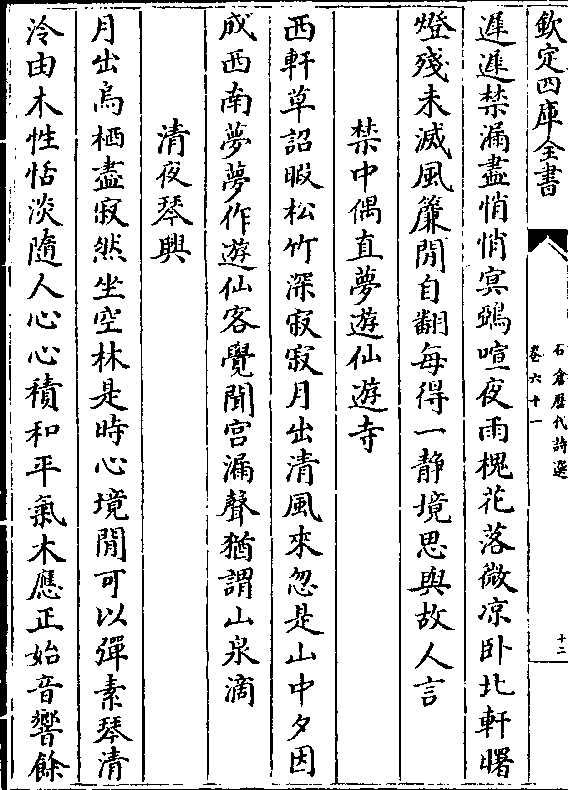 欽定四庫全書
石倉歷代詩選
卷六十一
十二
遲遲禁漏盡悄悄寞鵶喧夜雨槐花落微凉卧北軒曙
燈殘未滅風簾閒自翻每得一静境思與故人言
禁中偶直夢遊仙遊寺
西軒草詔暇松竹深寂寂月出清風來忽是山中夕因
成西南夢夢作遊仙客覺聞宫漏聲猶謂山泉滴
清夜琴興
月出烏栖盡寂然坐空林是時心境閒可以彈素琴清
泠由木性恬淡隨人心心積和平氣木應正始音響餘